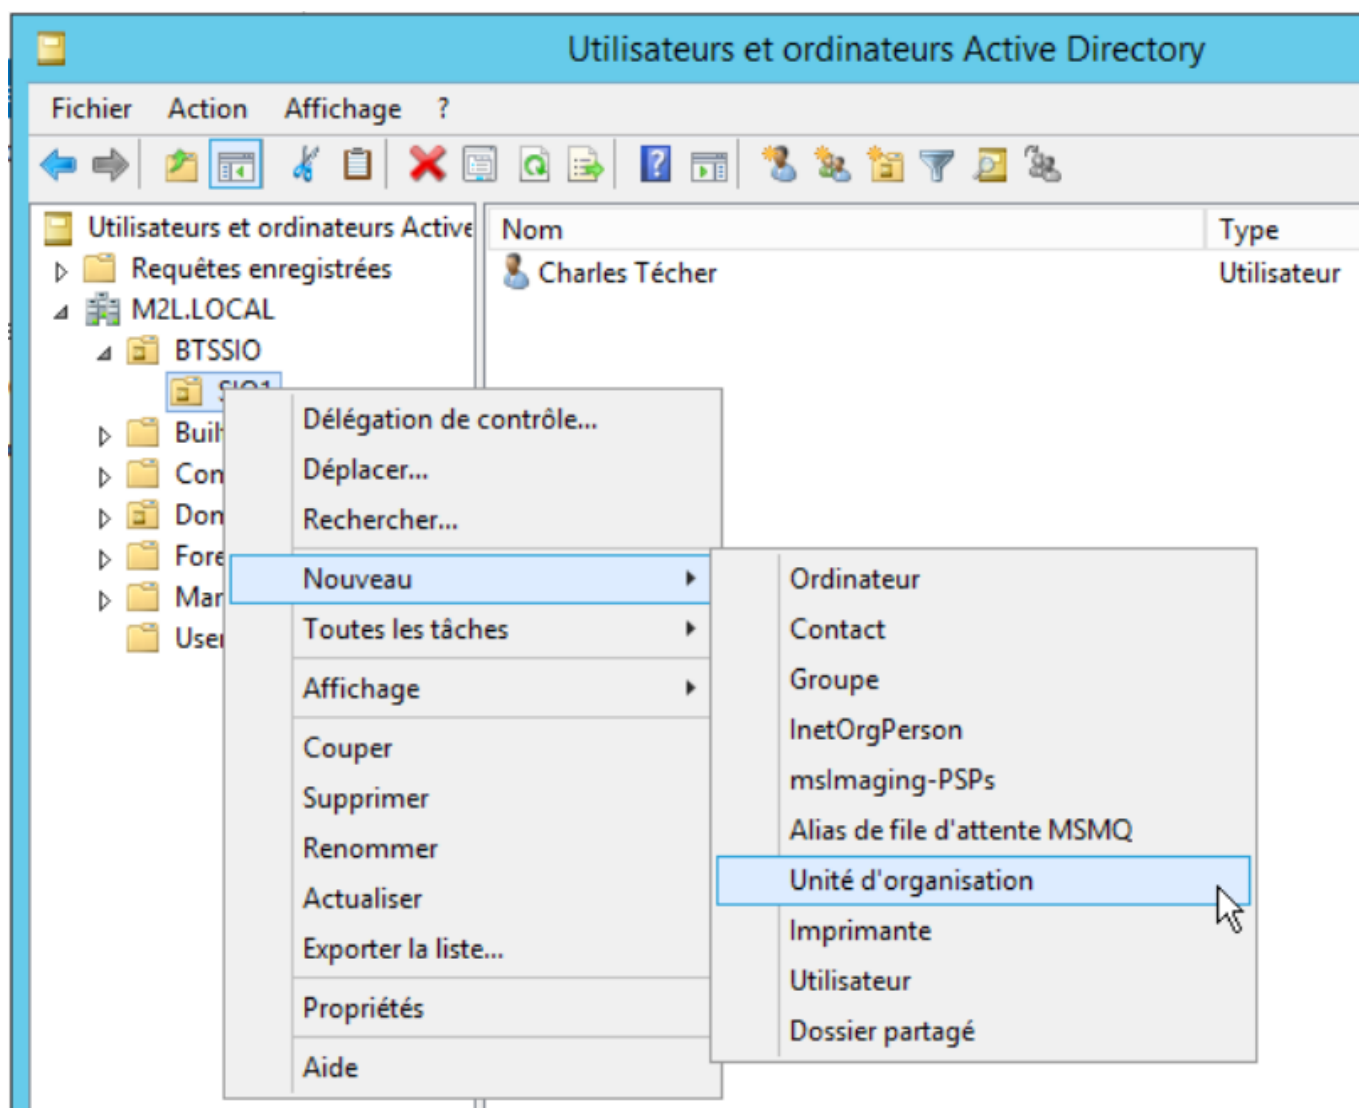 Utilisateurs et ordinateurs Active Directory
Fichier Action Affichage ?
Utilisateurs et ordinateurs Active
Nom Type
Requêtes enregistrées
Charles Técher Utilisateur
M2L.LOCAL
BTSSIO
SIO1
Délégation de contrôle...
Déplacer...
Rechercher...
Nouveau
Toutes les tâches
Affichage
Couper
Supprimer
Renommer
Actualiser
Exporter la liste...
Propriétés
Aide
Ordinateur
Contact
Groupe
InetOrgPerson
msImaging-PSPs
Alias de file d'attente MSMQ
Unité d'organisation
Imprimante
Utilisateur
Dossier partagé